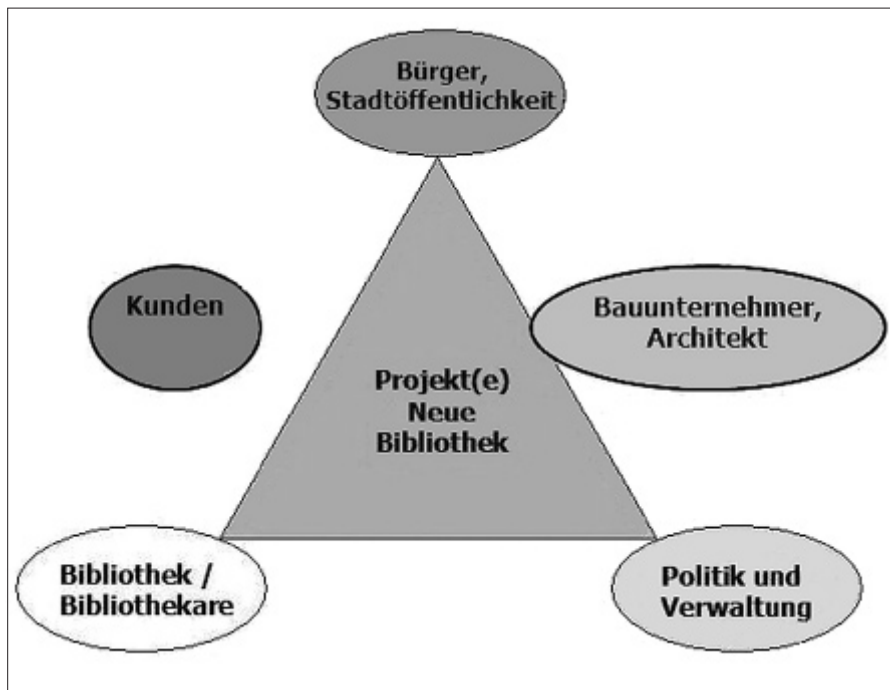 Bürger,
Stadtöffentlichkeit
Kunden
Bauunternehmer,
Architekt
Projekt(e)
Neue
Bibliothek
Bibliothek /
Bibliothekare
Politik und
Verwaltung